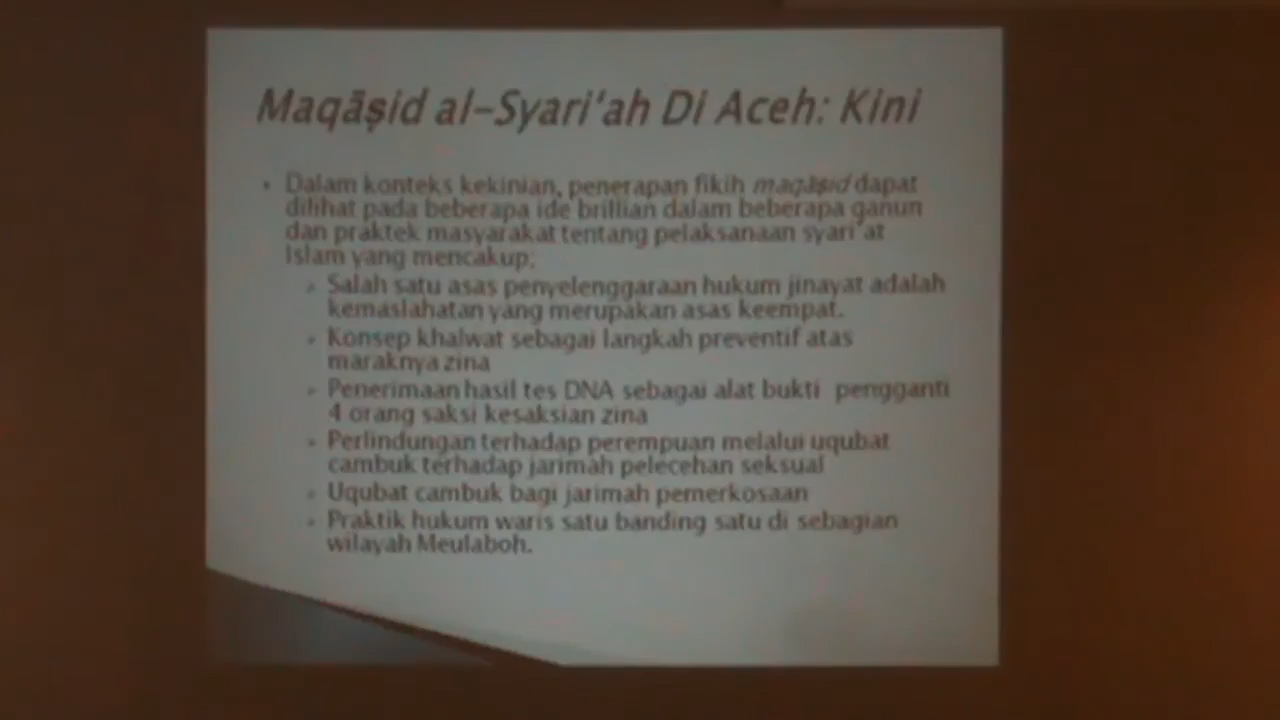 Maqāṣid al-Syari'ah Di Aceh: Kini
Dalam konteks kekinian, penerapan fikih maqāṣid dapat
dilihat pada beberapa ide brillian dalam beberapa qanun
dan praktek masyarakat tentang pelaksanaan syari'at
Islam yang mencakup;
Salah satu asas penyelenggaraan hukum jinayat adalah
kemaslahatan yang merupakan asas keempat.
Konsep khalwat sebagai langkah preventif atas
maraknya zina
Penerimaan hasil tes DNA sebagai alat bukti pengganti
4 orang saksi kesaksian zina
Perlindungan terhadap perempuan melalui uqubat
cambuk terhadap jarimah pelecehan seksual
Uqubat cambuk bagi jarimah pemerkosaan
Praktik hukum waris satu banding satu di sebagian
wilayah Meulaboh.